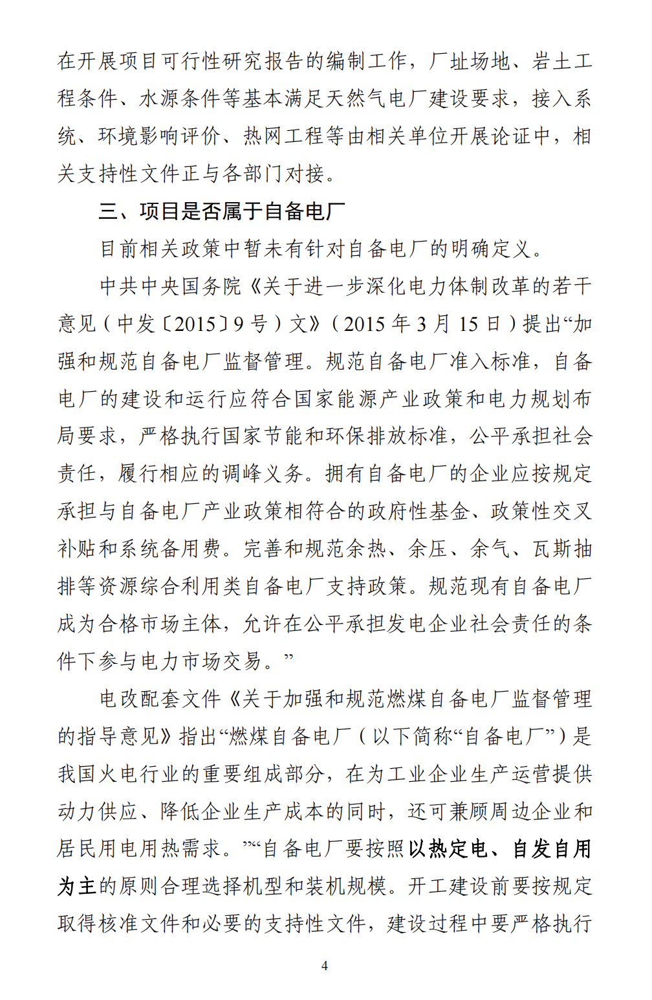 在开展项目可行性研究报告的编制工作，厂址场地、岩土工
程条件、水源条件等基本满足天然气电厂建设要求，接入系
统、环境影响评价、热网工程等由相关单位开展论证中，相
关支持性文件正与各部门对接。
三、项目是否属于自备电厂
目前相关政策中暂未有针对自备电厂的明确定义。
中共中央国务院《关于进一步深化电力体制改革的若干
意见（中发〔2015〕9 号）文》（2015 年 3 月 15 日）提出“加
强和规范自备电厂监督管理。规范自备电厂准入标准，自备
电厂的建设和运行应符合国家能源产业政策和电力规划布
局要求，严格执行国家节能和环保排放标准，公平承担社会
责任，履行相应的调峰义务。拥有自备电厂的企业应按规定
承担与自备电厂产业政策相符合的政府性基金、政策性交叉
补贴和系统备用费。完善和规范余热、余压、余气、瓦斯抽
排等资源综合利用类自备电厂支持政策。规范现有自备电厂
成为合格市场主体，允许在公平承担发电企业社会责任的条
件下参与电力市场交易。”
电改配套文件《关于加强和规范燃煤自备电厂监督管理
的指导意见》指出“燃煤自备电厂（以下简称“自备电厂”）是
我国火电行业的重要组成部分，在为工业企业生产运营提供
动力供应、降低企业生产成本的同时，还可兼顾周边企业和
居民用电用热需求。”“自备电厂要按照以热定电、自发自用
为主的原则合理选择机型和装机规模。开工建设前要按规定
取得核准文件和必要的支持性文件，建设过程中要严格执行
4